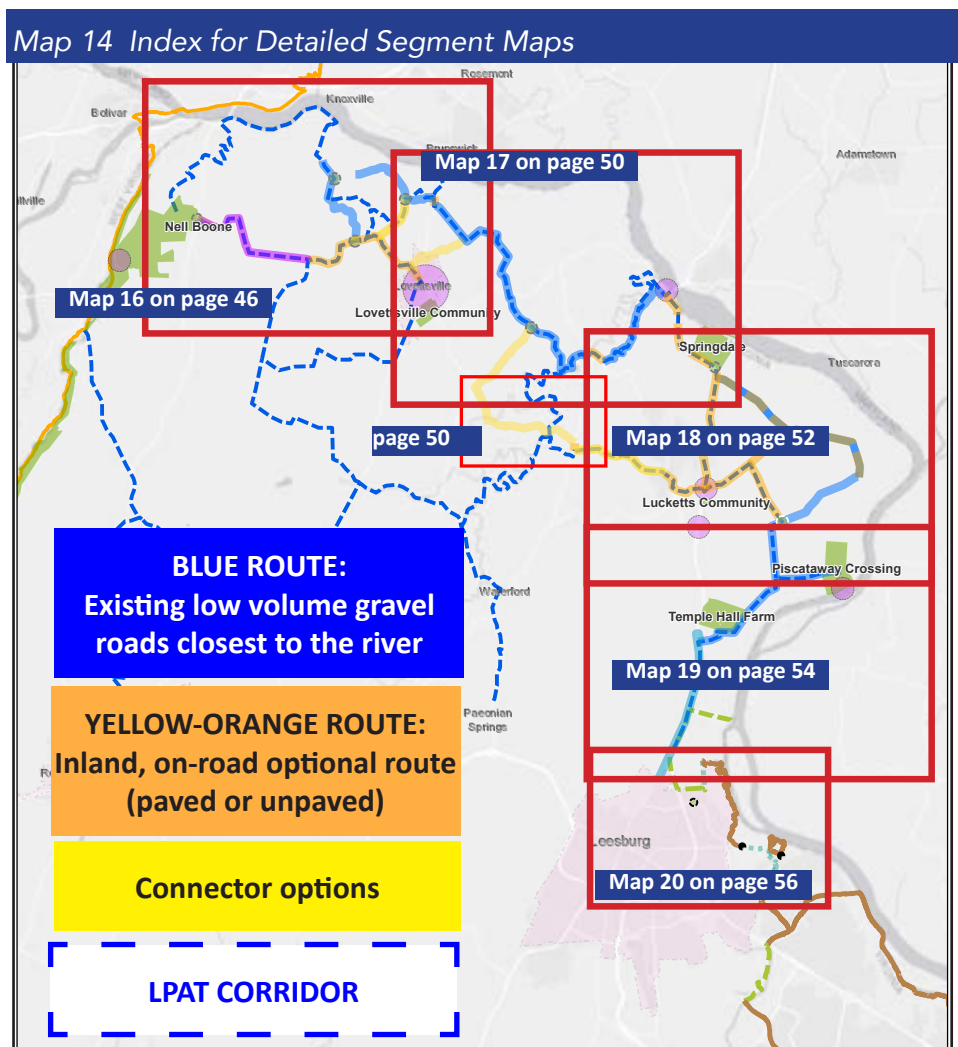 Map 14 Index for Detailed Segment Maps
Rosemont
Knoxville
Bolivar
Brunswick
Adamstown
Map 17 on page 50
Nell Boone
Map 16 on page 46
Lovettsville
Lovettsville Community
Springdale
Tuscarora
page 50
Map 18 on page 52
Lucketts Community
BLUE ROUTE:
Existing low volume gravel
roads closest to the river
Piscataway Crossing
Waterford
Temple Hall Farm
Map 19 on page 54
YELLOW-ORANGE ROUTE:
Inland, on-road optional route
(paved or unpaved)
Paeonian
Springs
Leesburg
Connector options
Map 20 on page 56
LPAT CORRIDOR